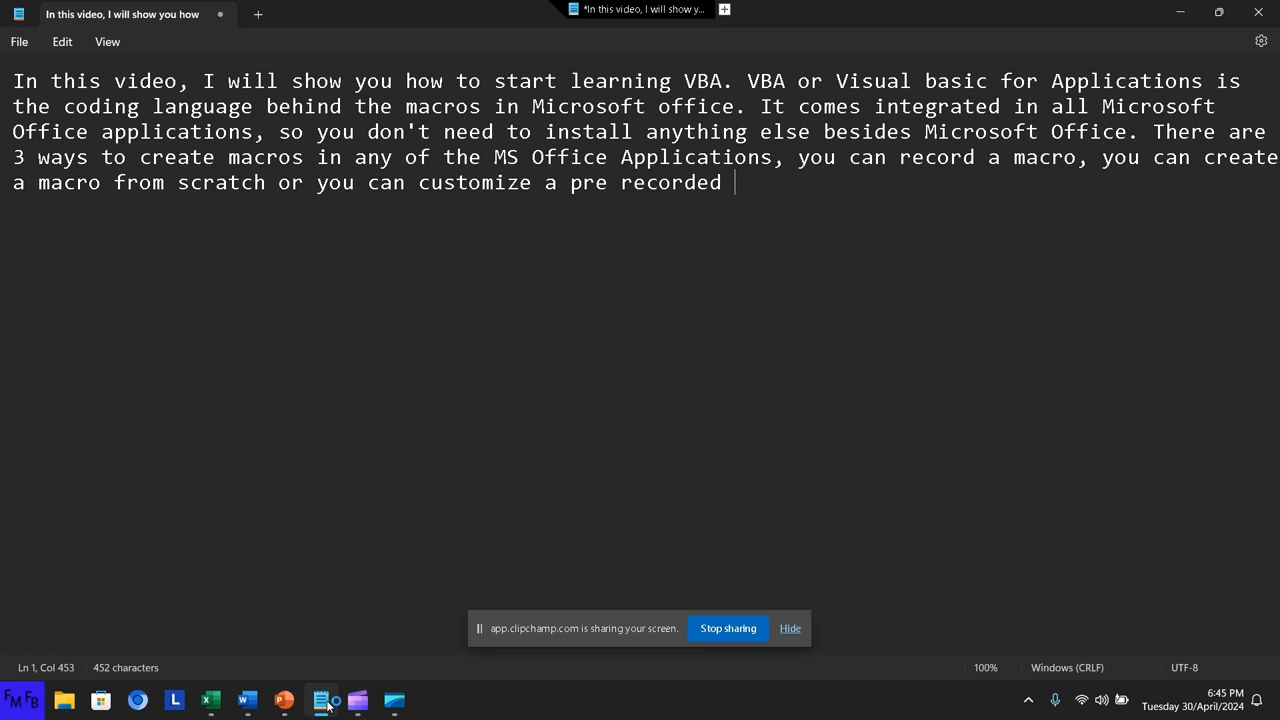 In this video, I will show you how
*In this video, I will show y...
File Edit View
In this video, I will show you how to start learning VBA. VBA or Visual basic for Applications is
the coding language behind the macros in Microsoft office. It comes integrated in all Microsoft
Office applications, so you don't need to install anything else besides Microsoft Office. There are
3 ways to create macros in any of the MS Office Applications, you can record a macro, you can create
a macro from scratch or you can customize a pre recorded
app.clipchamp.com is sharing your screen. Stop sharing Hide
Ln 1, Col 453 452 characters 100% Windows (CRLF) UTF-8
FM FB L 6:45 PM
Tuesday 30/April/2024